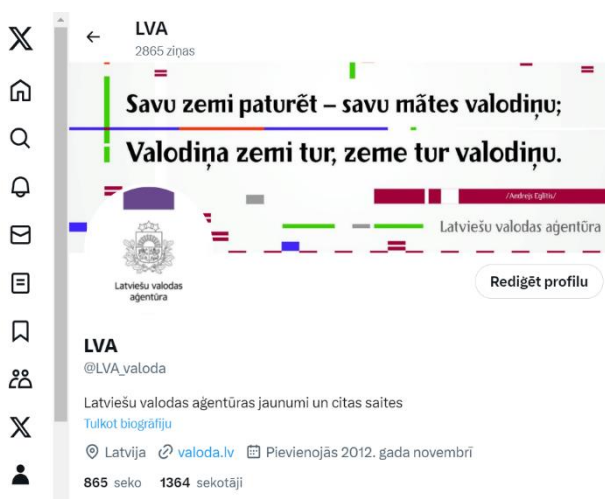 LVA
2865 ziņas
Savu zemi paturēt – savu mātes valodiņu;
Valodiņa zemi tur, zeme tur valodiņu.
/Andrejs Eglītis/
Latviešu valodas aģentūra
Latviešu valodas
aģentūra
Rediģēt profilu
LVA
@LVA_valoda
Latviešu valodas aģentūras jaunumi un citas saites
Tulkot biogrāfiju
Latvija valoda.lv Pievienojās 2012. gada novembrī
865 seko 1364 sekotāji